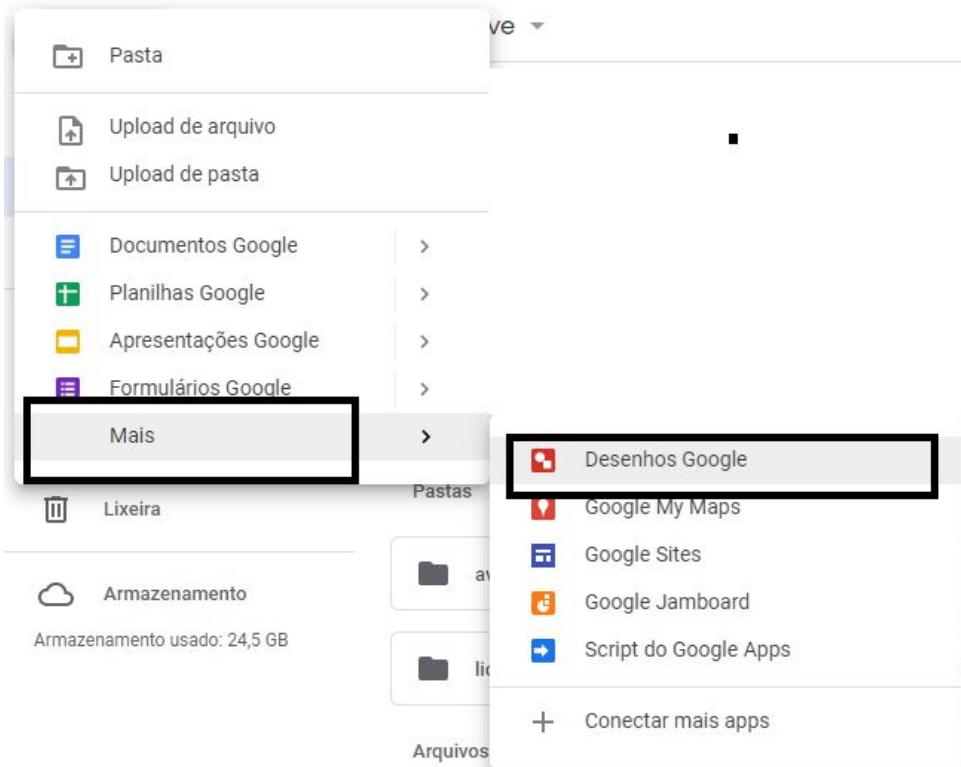 ve
Pasta
Upload de arquivo
Upload de pasta
Documentos Google
Planilhas Google
Apresentações Google
Formulários Google
Mais
Desenhos Google
Google My Maps
Google Sites
Google Jamboard
Script do Google Apps
Conectar mais apps
Lixeira
Armazenamento
Armazenamento usado: 24,5 GB
Pastas
Arquivos